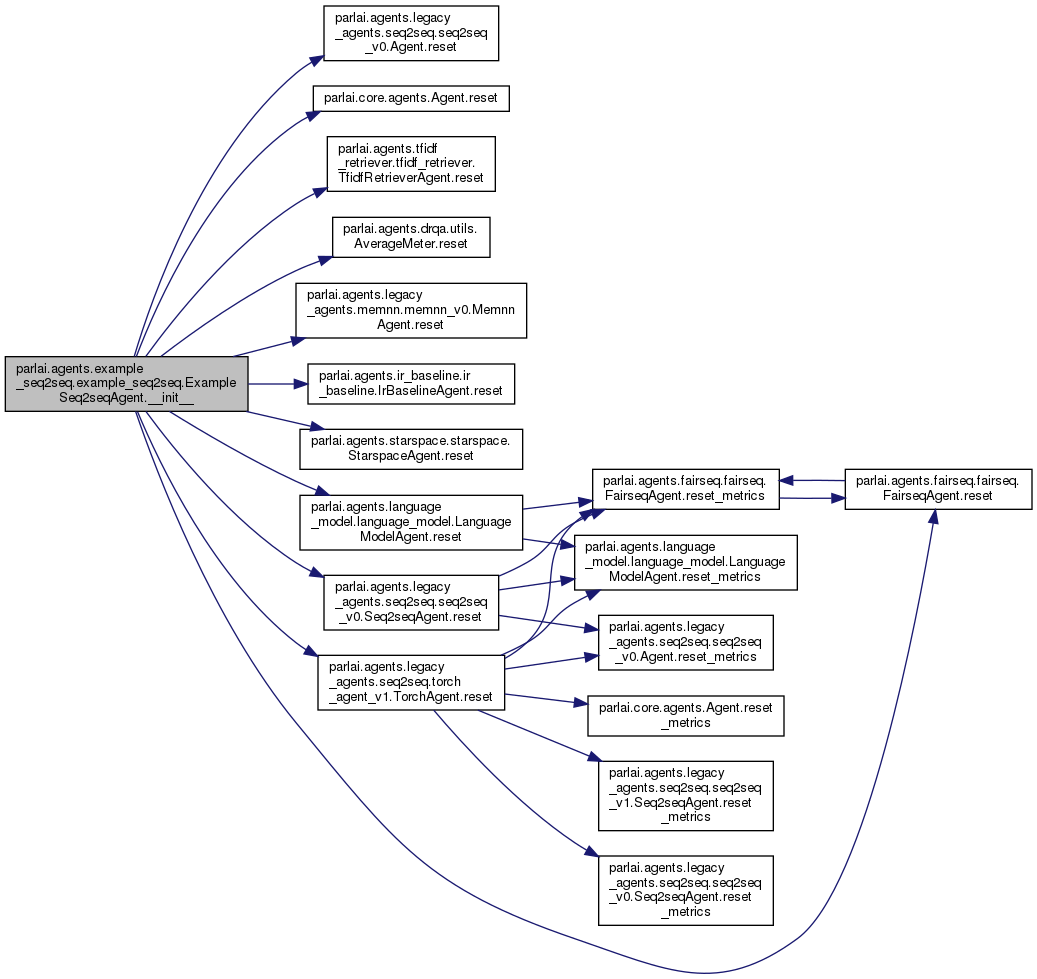 parlai.agents.legacy
_agents.seq2seq.seq2seq
_v0.Agent.reset
parlai.core.agents.Agent.reset
parlai.agents.tfidf
_retriever.tfidf_retriever.
TfidfRetrieverAgent.reset
parlai.agents.drqa.utils.
AverageMeter.reset
parlai.agents.legacy
_agents.memnn.memnn_v0.Memnn
Agent.reset
parlai.agents.example
_seq2seq.example_seq2seq.Example
Seq2seqAgent.__init__
parlai.agents.ir_baseline.ir
_baseline.IrBaselineAgent.reset
parlai.agents.starspace.starspace.
StarspaceAgent.reset
parlai.agents.language
_model.language_model.Language
ModelAgent.reset
parlai.agents.legacy
_agents.seq2seq.seq2seq
_v0.Seq2seqAgent.reset
parlai.agents.legacy
_agents.seq2seq.torch
_agent_v1.TorchAgent.reset
parlai.agents.fairseq.fairseq.
FairseqAgent.reset_metrics
parlai.agents.fairseq.fairseq.
FairseqAgent.reset
parlai.agents.language
_model.language_model.Language
ModelAgent.reset_metrics
parlai.agents.legacy
_agents.seq2seq.seq2seq
_v0.Agent.reset_metrics
parlai.core.agents.Agent.reset
_metrics
parlai.agents.legacy
_agents.seq2seq.seq2seq
_v1.Seq2seqAgent.reset
_metrics
parlai.agents.legacy
_agents.seq2seq.seq2seq
_v0.Seq2seqAgent.reset
_metrics